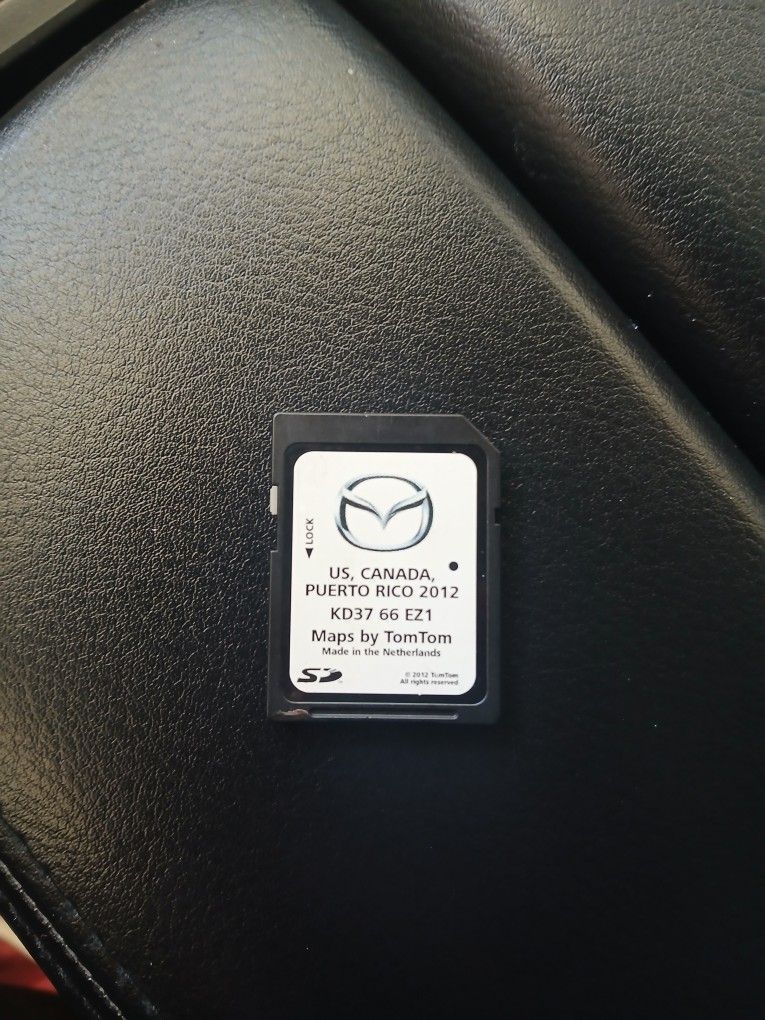 LOCK
US, CANADA,
PUERTO RICO 2012
KD37 66 EZ1
Maps by TomTom
Made in the Netherlands
SD
© 2012 TomTom
All rights reserved